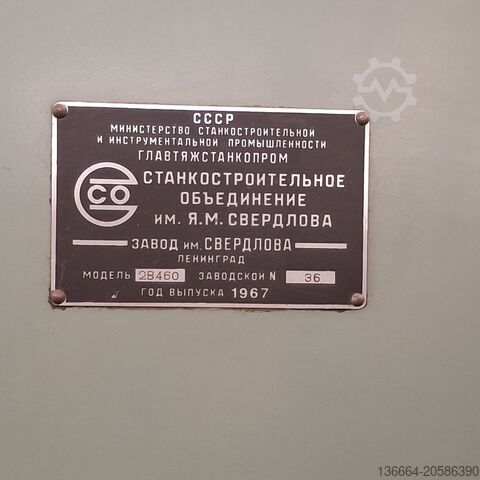 СССР
МИНИСТЕРСТВО СТАНКОСТРОИТЕЛЬНОЙ
И ИНСТРУМЕНТАЛЬНОЙ ПРОМЫШЛЕННОСТИ
ГЛАВТЯЖСТАНКОПРОМ
СО
СТАНКОСТРОИТЕЛЬНОЕ
ОБЪЕДИНЕНИЕ
ИМ. Я.М. СВЕРДЛОВА
ЗАВОД ИМ. СВЕРДЛОВА
ЛЕНИНГРАД
МОДЕЛЬ 2В460 ЗАВОДСКОЙ N 36
ГОД ВЫПУСКА 1967
136664-20586390